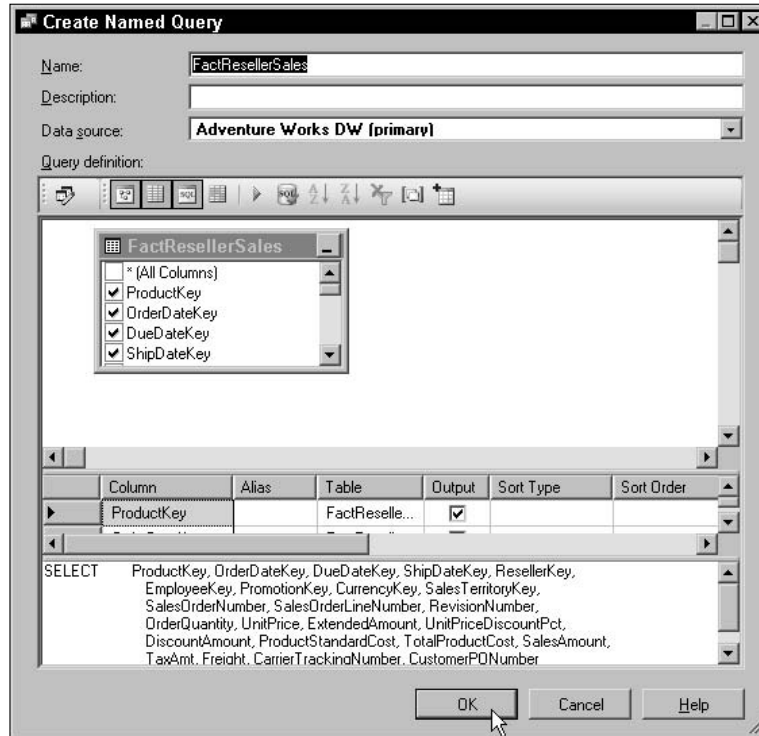 Create Named Query
Name:
FactResellerSales
Description:
Data source:
Adventure Works DW (primary)
Query definition:
SQL
FactResellerSales
* (All Columns)
ProductKey
OrderDateKey
DueDateKey
ShipDateKey
Column Alias Table Output Sort Type Sort Order
ProductKey FactReselle...
SELECT ProductKey, OrderDateKey, DueDateKey, ShipDateKey, ResellerKey,
EmployeeKey, PromotionKey, CurrencyKey, SalesTerritoryKey,
SalesOrderNumber, SalesOrderLineNumber, RevisionNumber,
OrderQuantity, UnitPrice, ExtendedAmount, UnitPriceDiscountPct,
DiscountAmount, ProductStandardCost, TotalProductCost, SalesAmount,
TaxAmt, Freight, CarrierTrackingNumber, CustomerPONumber
OK Cancel Help